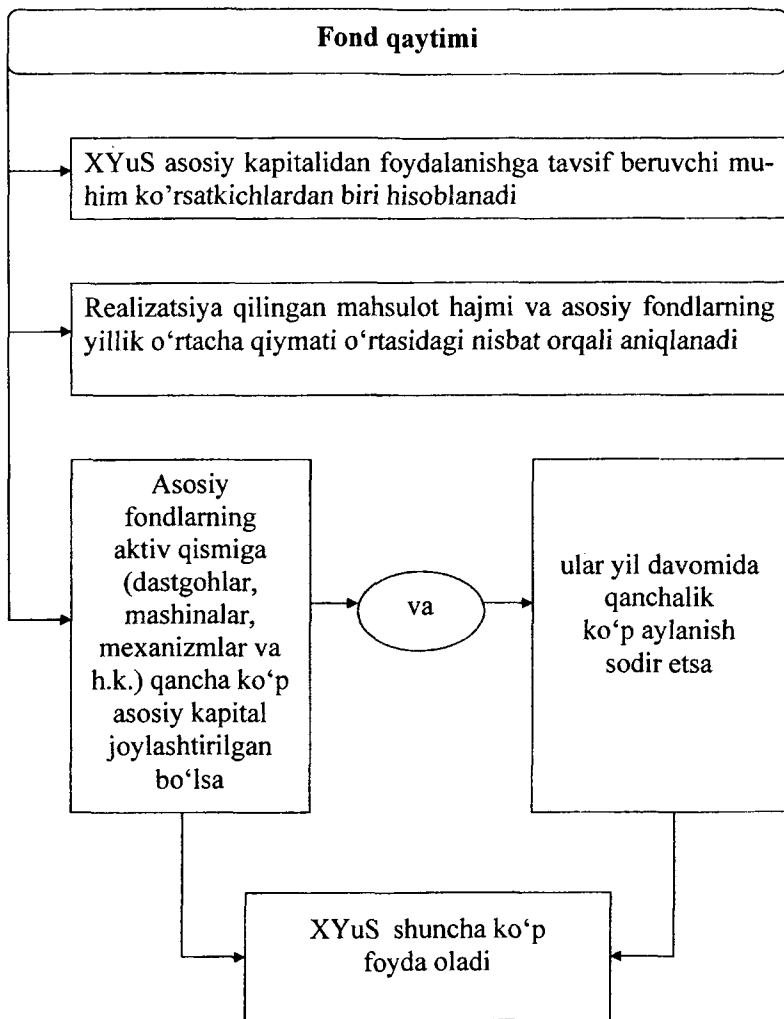 Fond qaytimi
XYuS asosiy kapitalidan foydalanishga tavsif beruvchi mu-
him ko'rsatkichlardan biri hisoblanadi
Realizatsiya qilingan mahsulot hajmi va asosiy fondlarning
yillik o‘rtacha qiymati o‘rtasidagi nisbat orqali aniqlanadi
Asosiy
fondlarning
aktiv qismiga
(dastgohlar,
mashinalar,
mexanizmlar va
h.k.) qancha ko‘p
asosiy kapital
joylashtirilgan
bo‘lsa
va
ular yil davomida
qanchalik
ko‘p aylanish
sodir etsa
XYuS shuncha ko‘p
foyda oladi